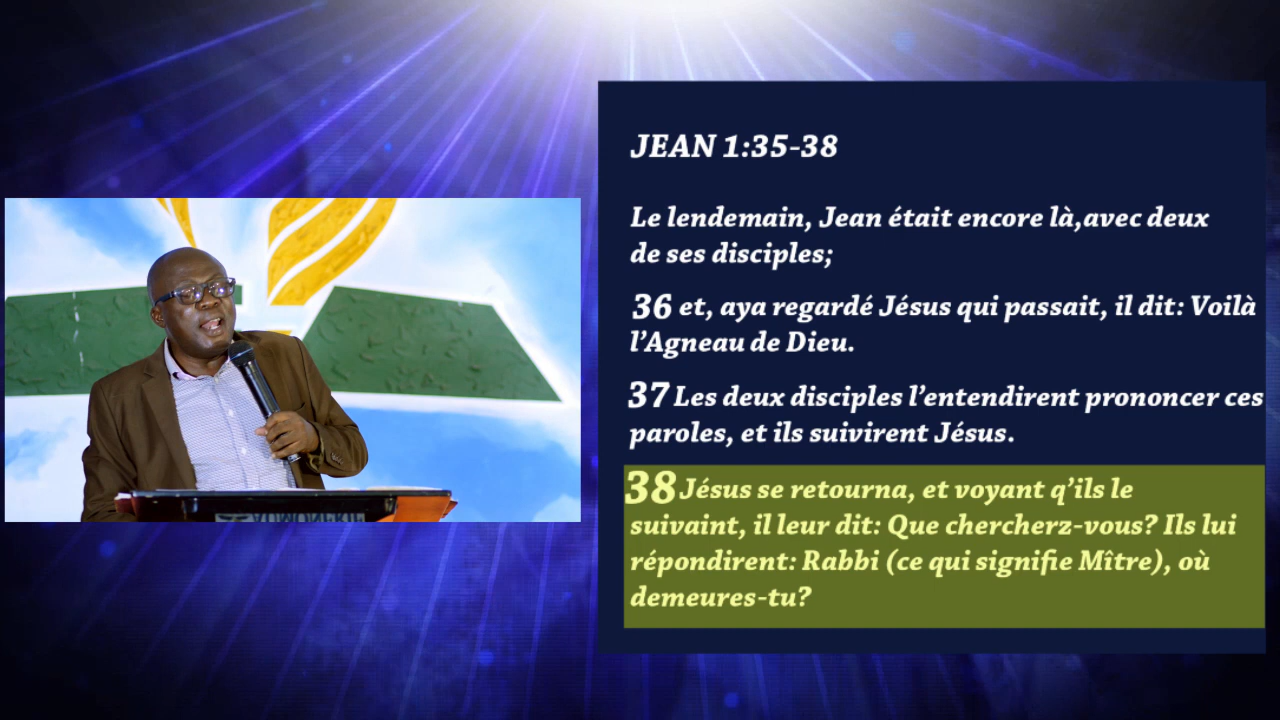 JEAN 1:35-38
Le lendemain, Jean était encore là,avec deux
de ses disciples;
36 et, aya regardé Jésus qui passait, il dit: Voilà
l'Agneau de Dieu.
37 Les deux disciples l'entendirent prononcer ces
paroles, et ils suivirent Jésus.
38 Jésus se retourna, et voyant q'ils le
suivaint, il leur dit: Que chercherz-vous? Ils lui
répondirent: Rabbi (ce qui signifie Mître), où
demeures-tu?